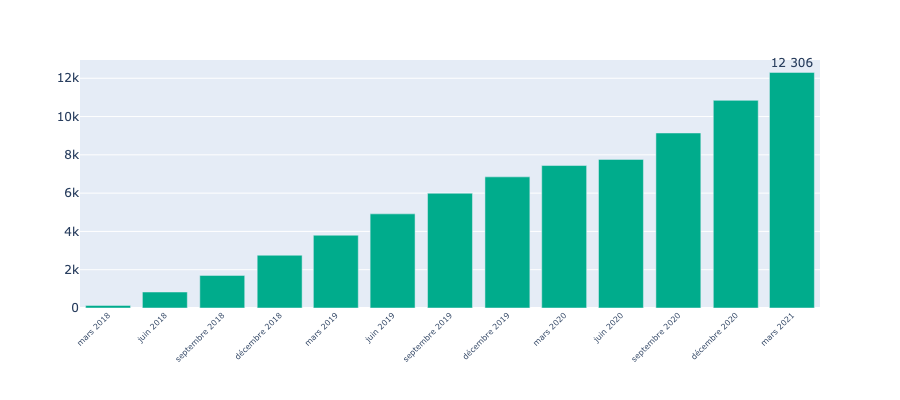 12 306
12k
10k
8k
6k
4k
2k
0
mars 2018
juin 2018
septembre 2018
décembre 2018
mars 2019
juin 2019
septembre 2019
décembre 2019
mars 2020
juin 2020
septembre 2020
décembre 2020
mars 2021